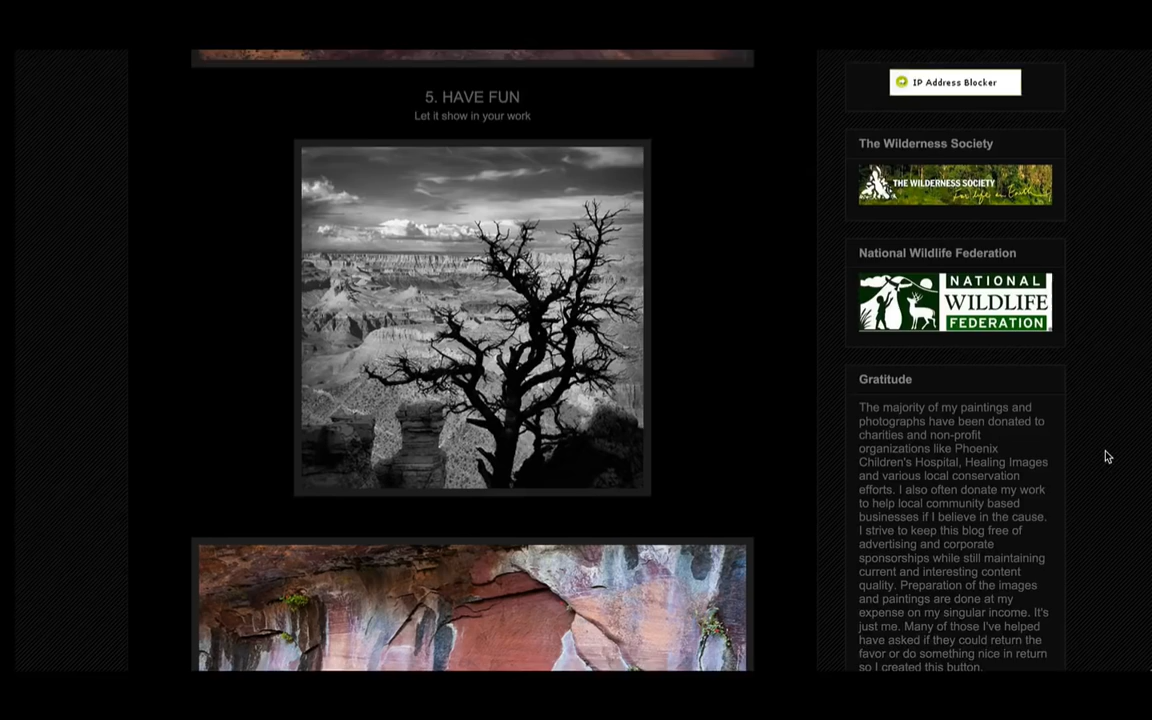 5. HAVE FUN
Let it show in your work
IP Address Blocker
The Wilderness Society
THE WILDERNESS SOCIETY
For life on Earth
National Wildlife Federation
NATIONAL
WILDLIFE
FEDERATION
Gratitude
The majority of my paintings and
photographs have been donated to
charities and non-profit
organizations like Phoenix
Children's Hospital, Healing Images
and various local conservation
efforts. I also often donate my work
to help local community based
businesses if I believe in the cause.
I strive to keep this blog free of
advertising and corporate
sponsorships while still maintaining
current and interesting content
quality. Preparation of the images
and paintings are done at my
expense on my singular income. It's
just me. Many of those I've helped
have asked if they could return the
favor or do something nice in return
so I created this button.